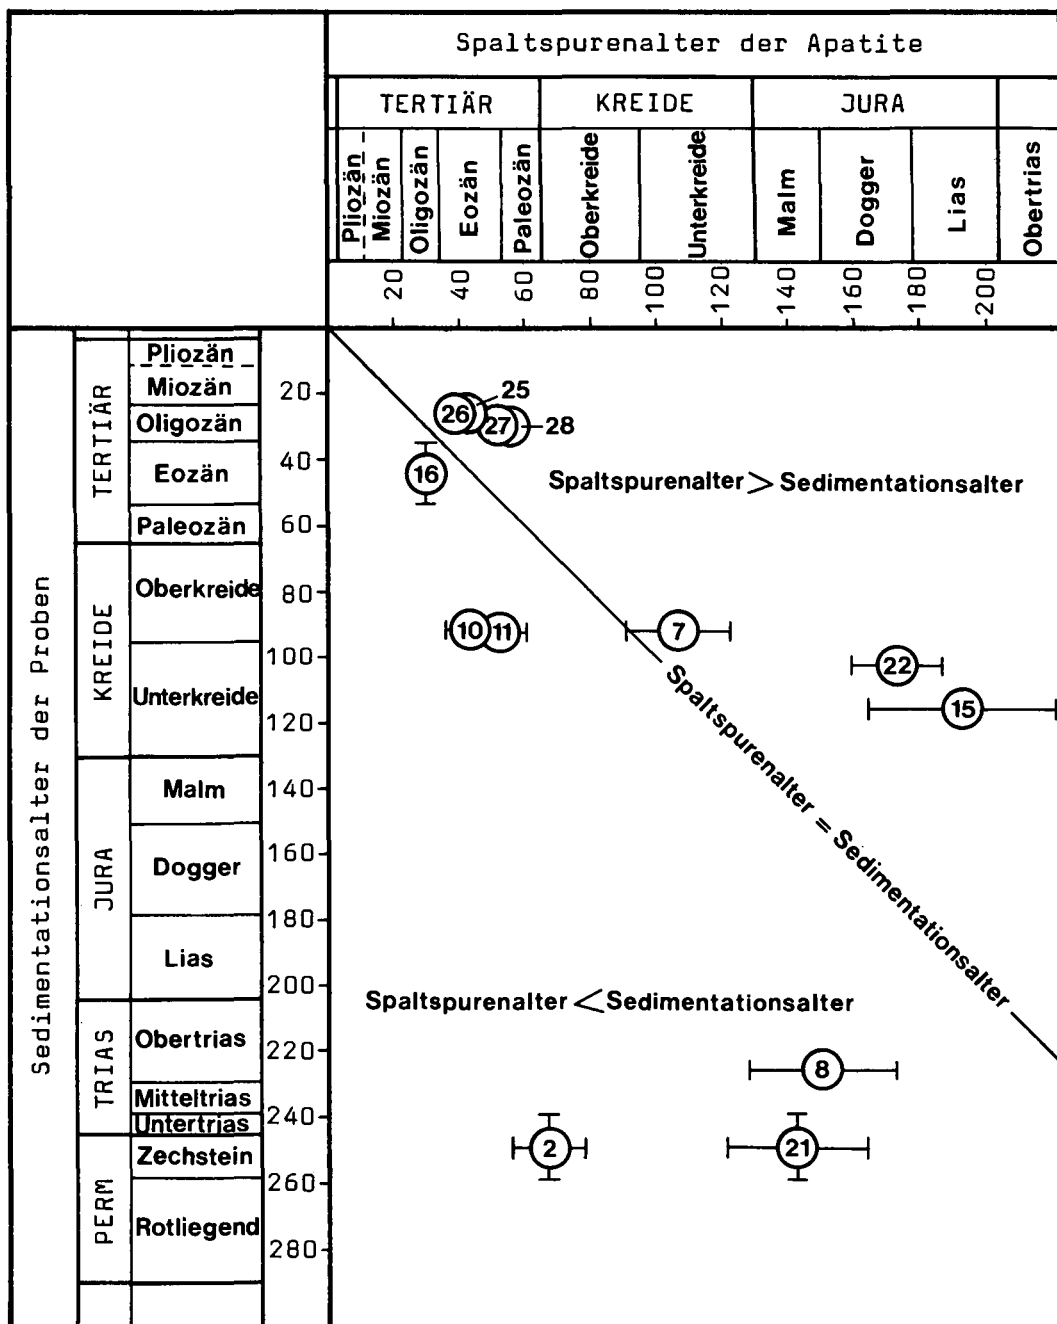 Spaltspurenalter der Apatite
TERTIÄR KREIDE JURA
Pliozän Miozän Oligozän Eozän Paleozän Oberkreide Unterkreide Malm Dogger Lias Obertrias
20 40 60 80 100 120 140 160 180 200
Sedimentationsalter der Proben
TERTIÄR
Pliozän
Miozän
Oligozän
Eozän
Paleozän
KREIDE
Oberkreide
Unterkreide
JURA
Malm
Dogger
Lias
TRIAS
Obertrias
Mitteltrias
Untertrias
PERM
Zechstein
Rotliegend
20
40
60
80
100
120
140
160
180
200
220
240
260
280
25
26 27 28
16
Spaltspurenalter > Sedimentationsalter
10 11 7
22
15
Spaltspurenalter = Sedimentationsalter
Spaltspurenalter < Sedimentationsalter
8
2 21